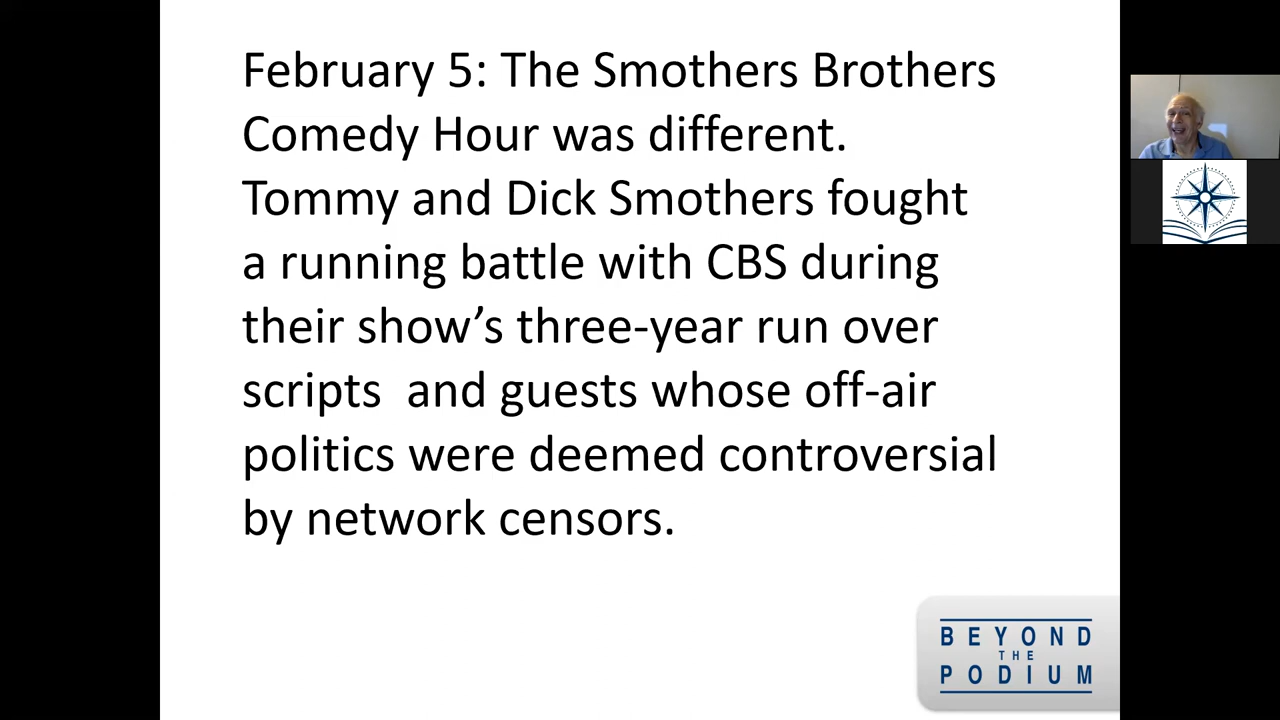 February 5: The Smothers Brothers
Comedy Hour was different.
Tommy and Dick Smothers fought
a running battle with CBS during
their show’s three-year run over
scripts  and guests whose off-air
politics were deemed controversial
by network censors.
BEYOND
THE
PODIUM